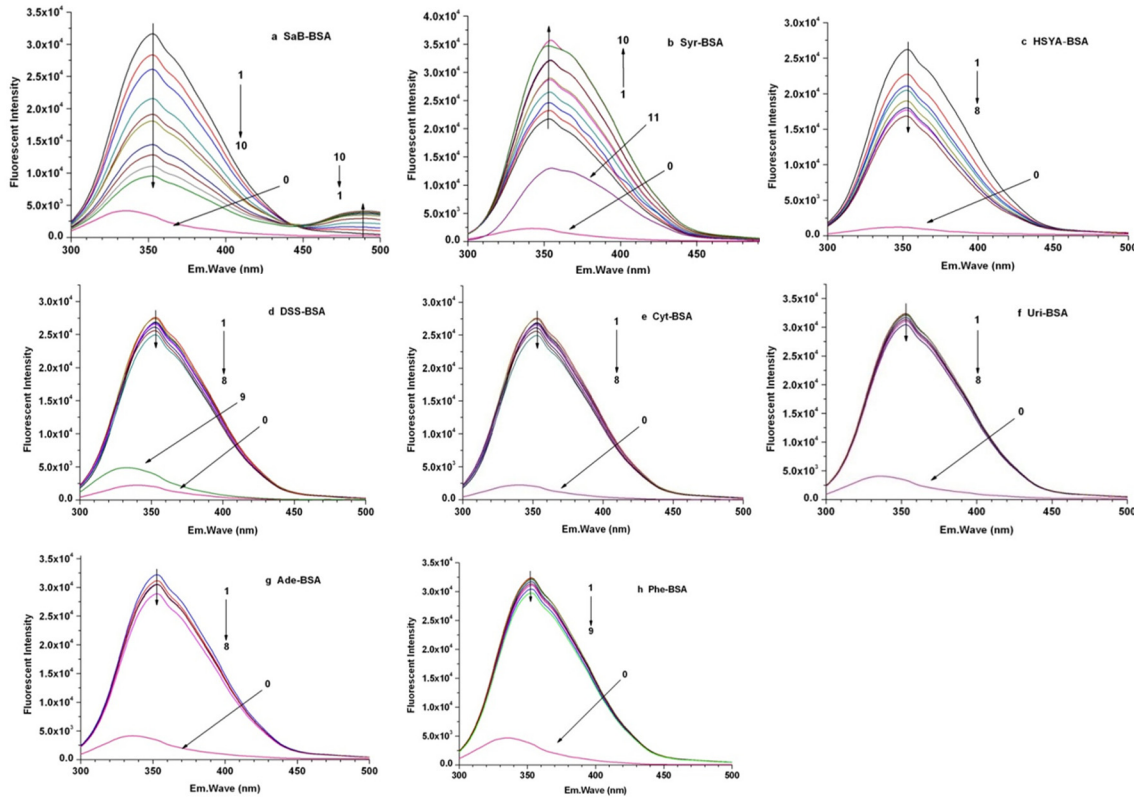 a SaB-BSA
Fluorescent Intensity
3.5x10⁴
3.0x10⁴
2.5x10⁴
2.0x10⁴
1.5x10⁴
1.0x10⁴
5.0x10³
0.0
1
10
10
1
0
300 350 400 450 500
Em.Wave (nm)
b Syr-BSA
Fluorescent Intensity
4.0x10⁴
3.5x10⁴
3.0x10⁴
2.5x10⁴
2.0x10⁴
1.5x10⁴
1.0x10⁴
5.0x10³
0.0
10
1
11
0
300 350 400 450
Em.Wave (nm)
c HSYA-BSA
Fluorescent Intensity
3.0x10⁴
2.5x10⁴
2.0x10⁴
1.5x10⁴
1.0x10⁴
5.0x10³
0.0
1
8
0
300 350 400 450 500
Em.Wave (nm)
d DSS-BSA
Fluorescent Intensity
3.0x10⁴
2.5x10⁴
2.0x10⁴
1.5x10⁴
1.0x10⁴
5.0x10³
0.0
1
8
9
0
300 350 400 450 500
Em.Wave (nm)
e Cyt-BSA
Fluorescent Intensity
3.0x10⁴
2.5x10⁴
2.0x10⁴
1.5x10⁴
1.0x10⁴
5.0x10³
0.0
1
8
0
300 350 400 450 500
Em.Wave (nm)
f Uri-BSA
Fluorescent Intensity
3.5x10⁴
3.0x10⁴
2.5x10⁴
2.0x10⁴
1.5x10⁴
1.0x10⁴
5.0x10³
0.0
1
8
0
300 350 400 450 500
Em.Wave (nm)
g Ade-BSA
Fluorescent Intensity
3.5x10⁴
3.0x10⁴
2.5x10⁴
2.0x10⁴
1.5x10⁴
1.0x10⁴
5.0x10³
0.0
1
8
0
300 350 400 450 500
Em.Wave (nm)
h Phe-BSA
Fluorescent Intensity
3.5x10⁴
3.0x10⁴
2.5x10⁴
2.0x10⁴
1.5x10⁴
1.0x10⁴
5.0x10³
0.0
1
9
0
300 350 400 450 500
Em.Wave (nm)